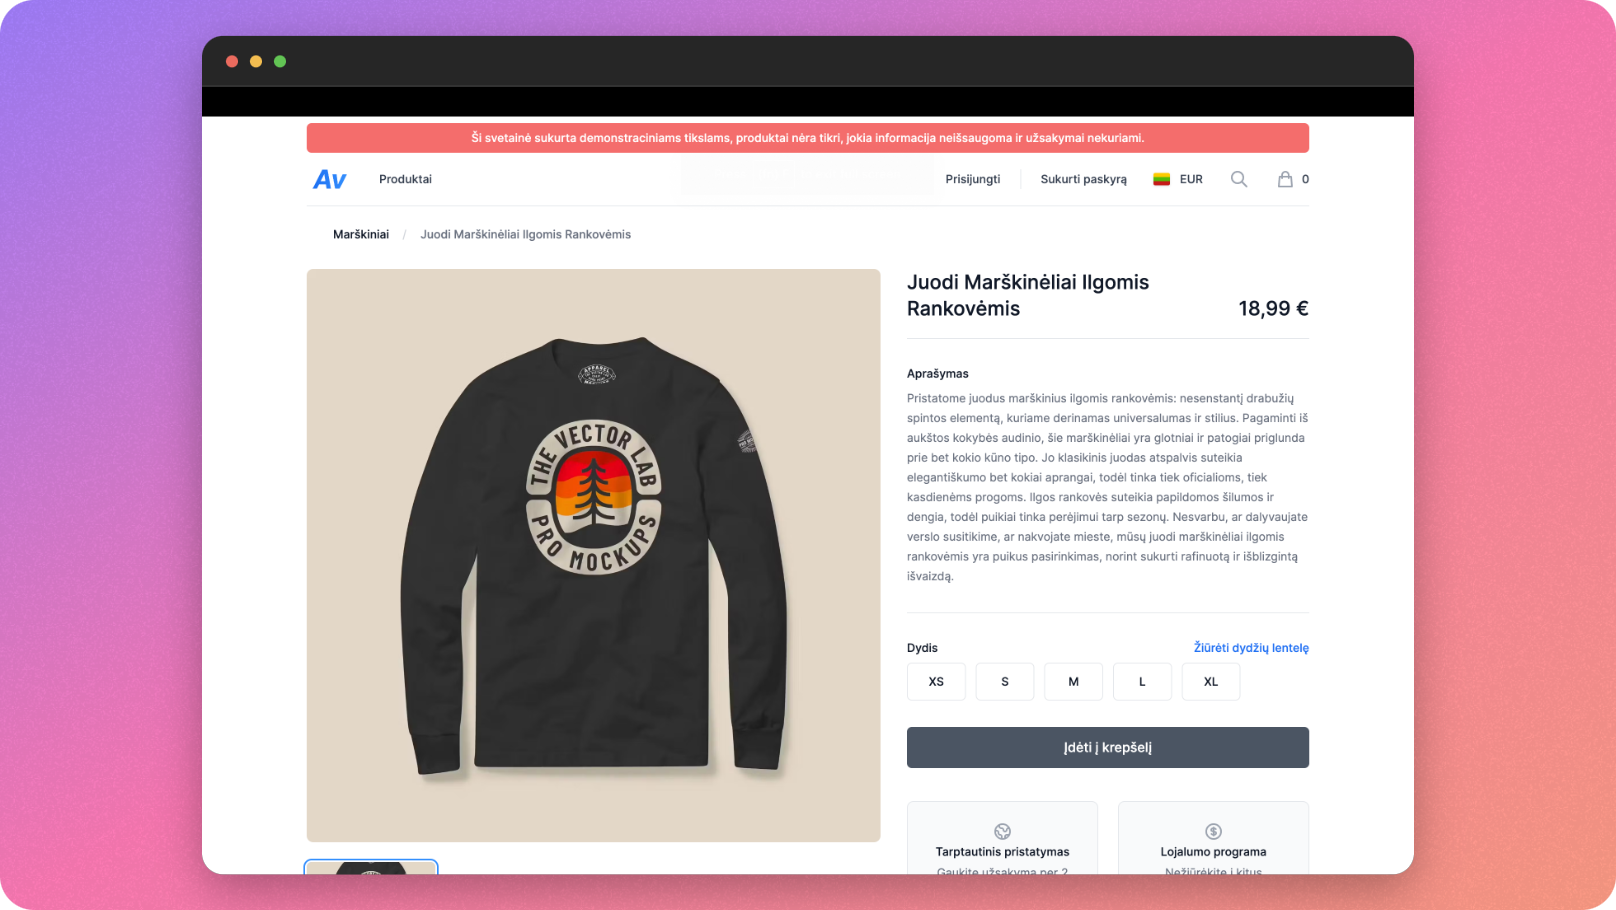 Ši svetainė sukurta demonstraciniams tikslams, produktai nėra tikri, jokia informacija neišsaugoma ir užsakymai nekuriami.
Av
Produktai
Prisijungti
Sukurti paskyrą
EUR
0
Marškiniai / Juodi Marškinėliai Ilgomis Rankovėmis
APPAREL
THE VECTOR LAB
PRO MOCKUPS
Juodi Marškinėliai Ilgomis
Rankovėmis
18,99 €
Aprašymas
Pristatome juodus marškinius ilgomis rankovėmis: nesenstantį drabužių
spintos elementą, kuriame derinamas universalumas ir stilius. Pagaminti iš
aukštos kokybės audinio, šie marškinėliai yra glotniai ir patogiai priglunda
prie bet kokio kūno tipo. Jo klasikinis juodas atspalvis suteikia
elegantiškumo bet kokiai aprangai, todėl tinka tiek oficialioms, tiek
kasdienėms progoms. Ilgos rankovės suteikia papildomos šilumos ir
dengia, todėl puikiai tinka perėjimui tarp sezonų. Nesvarbu, ar dalyvaujate
verslo susitikime, ar nakvojate mieste, mūsų juodi marškinėliai ilgomis
rankovėmis yra puikus pasirinkimas, norint sukurti rafinuotą ir išblizgintą
išvaizdą.
Dydis
Žiūrėti dydžių lentelę
XS
S
M
L
XL
Įdėti į krepšelį
Tarptautinis pristatymas
Gaukite užsakymą per 2
Lojalumo programa
Nežiūrėkite į kitus